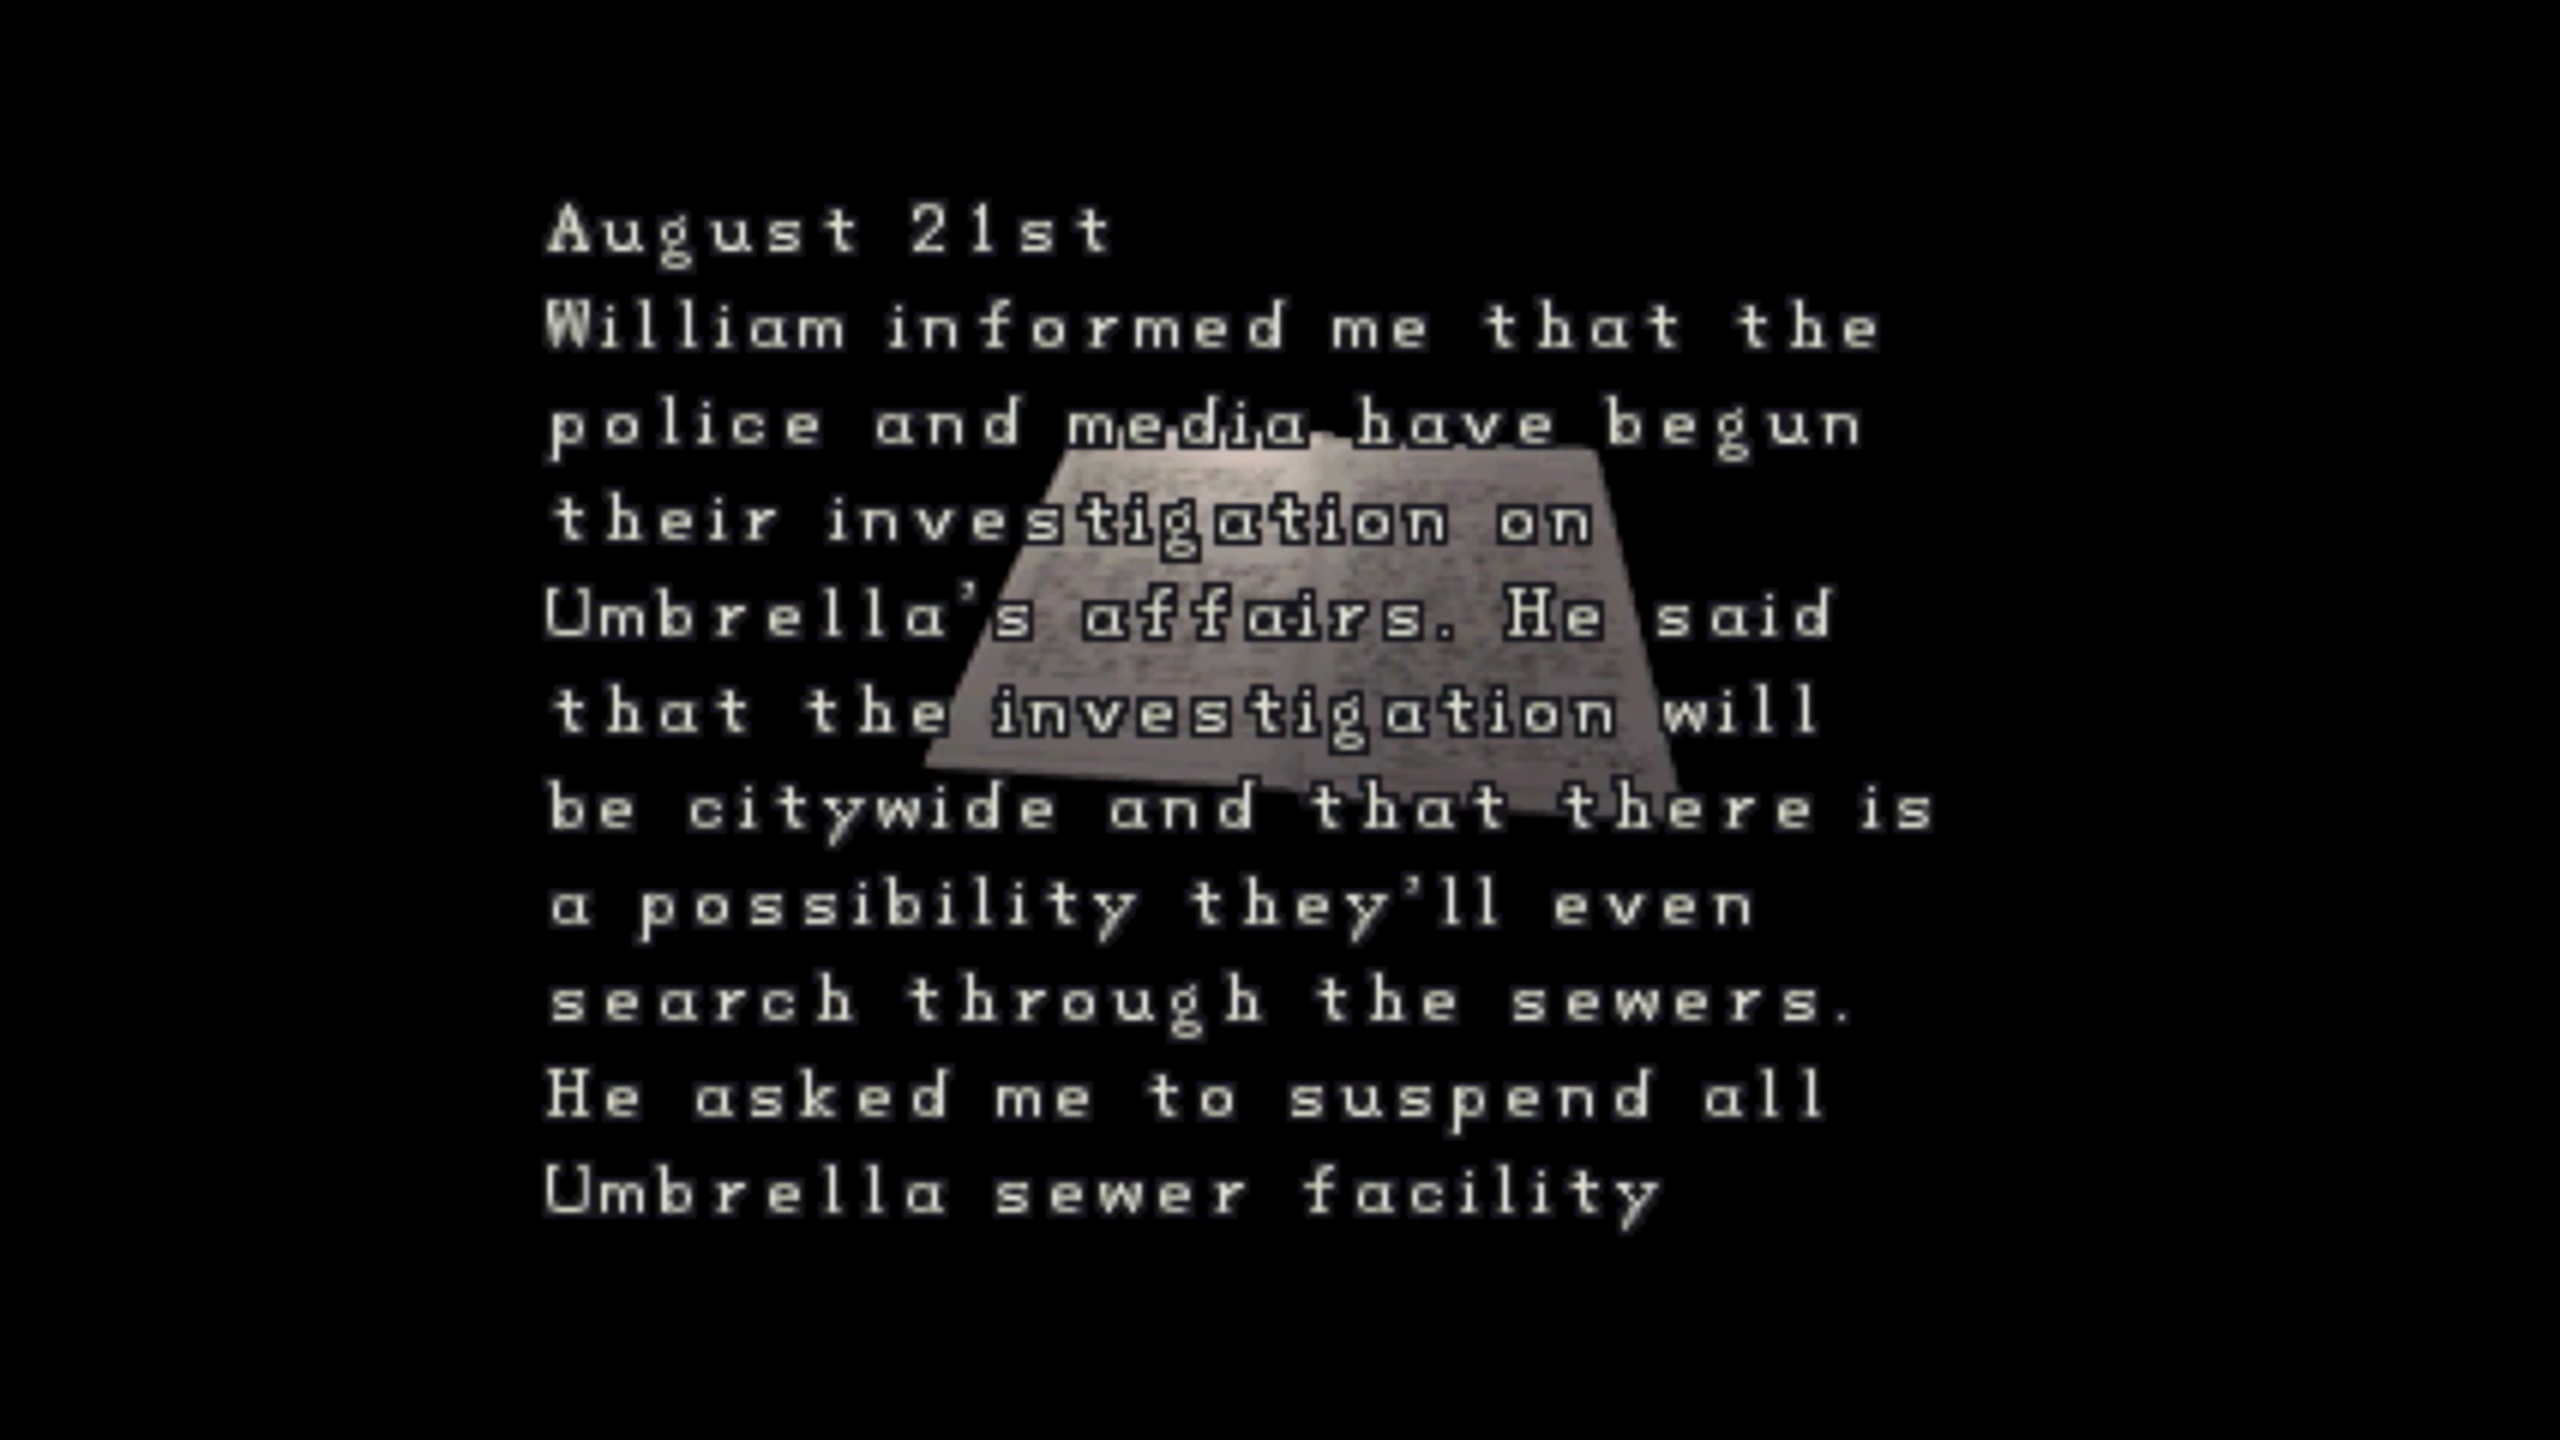 August 21st
William informed me that the
police and media have begun
their investigation on
Umbrella's affairs. He said
that the investigation will
be citywide and that there is
a possibility they'll even
search through the sewers.
He asked me to suspend all
Umbrella sewer facility